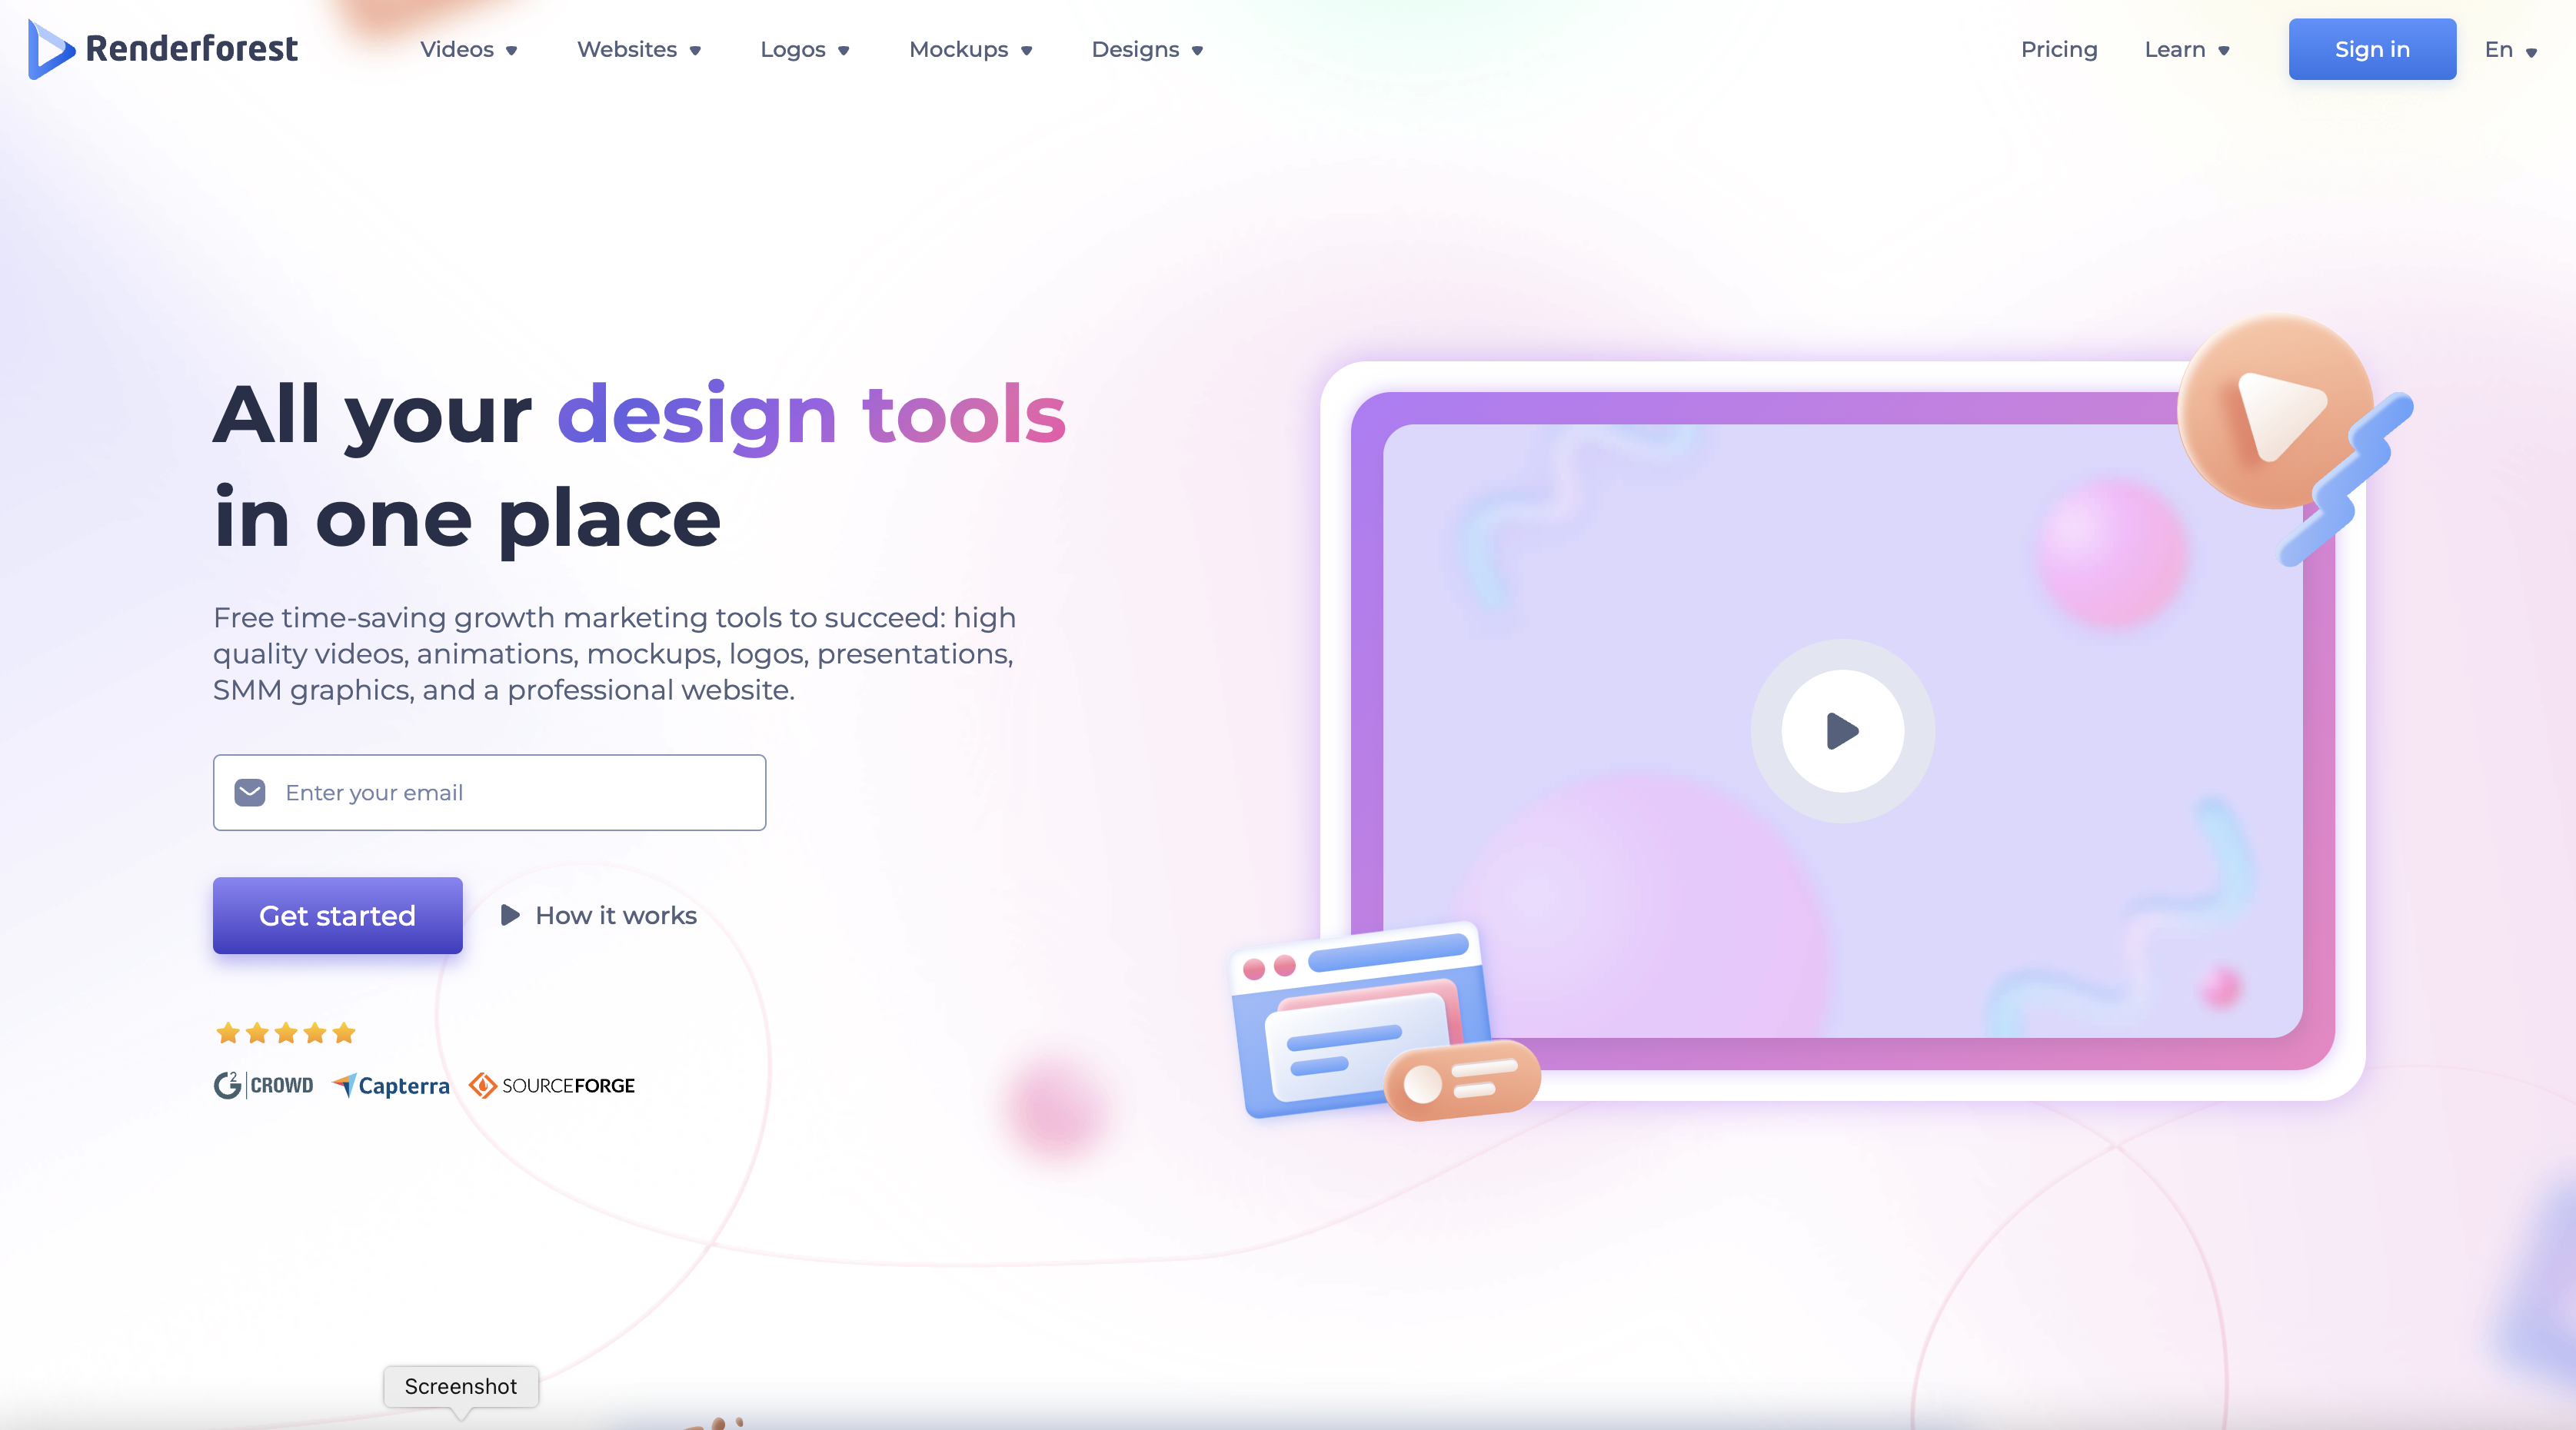 Renderforest
Videos
Websites
Logos
Mockups
Designs
Pricing
Learn
Sign in
En
All your design tools
in one place
Free time-saving growth marketing tools to succeed: high
quality videos, animations, mockups, logos, presentations,
SMM graphics, and a professional website.
Enter your email
Get started
How it works
G2 CROWD
Capterra
SOURCEFORGE
Screenshot